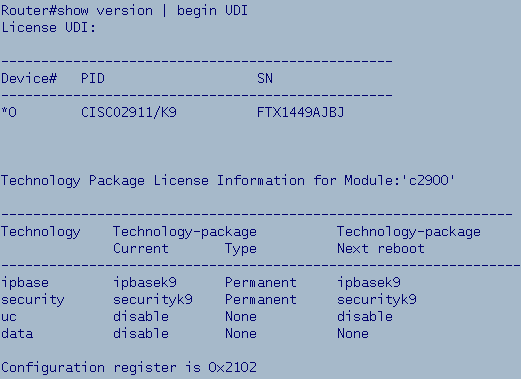 Router#show version | begin UDI
License UDI:
-------------------------------------------------
Device#   PID                   SN
-------------------------------------------------
*0        CISCO2911/K9          FTX1449AJBJ
Technology Package License Information for Module:'c2900'
----------------------------------------------------------------
Technology    Technology-package          Technology-package
              Current       Type          Next reboot
-----------------------------------------------------------------
ipbase        ipbasek9      Permanent     ipbasek9
security      securityk9    Permanent     securityk9
uc            disable       None          disable
data          disable       None          None
Configuration register is 0x2102